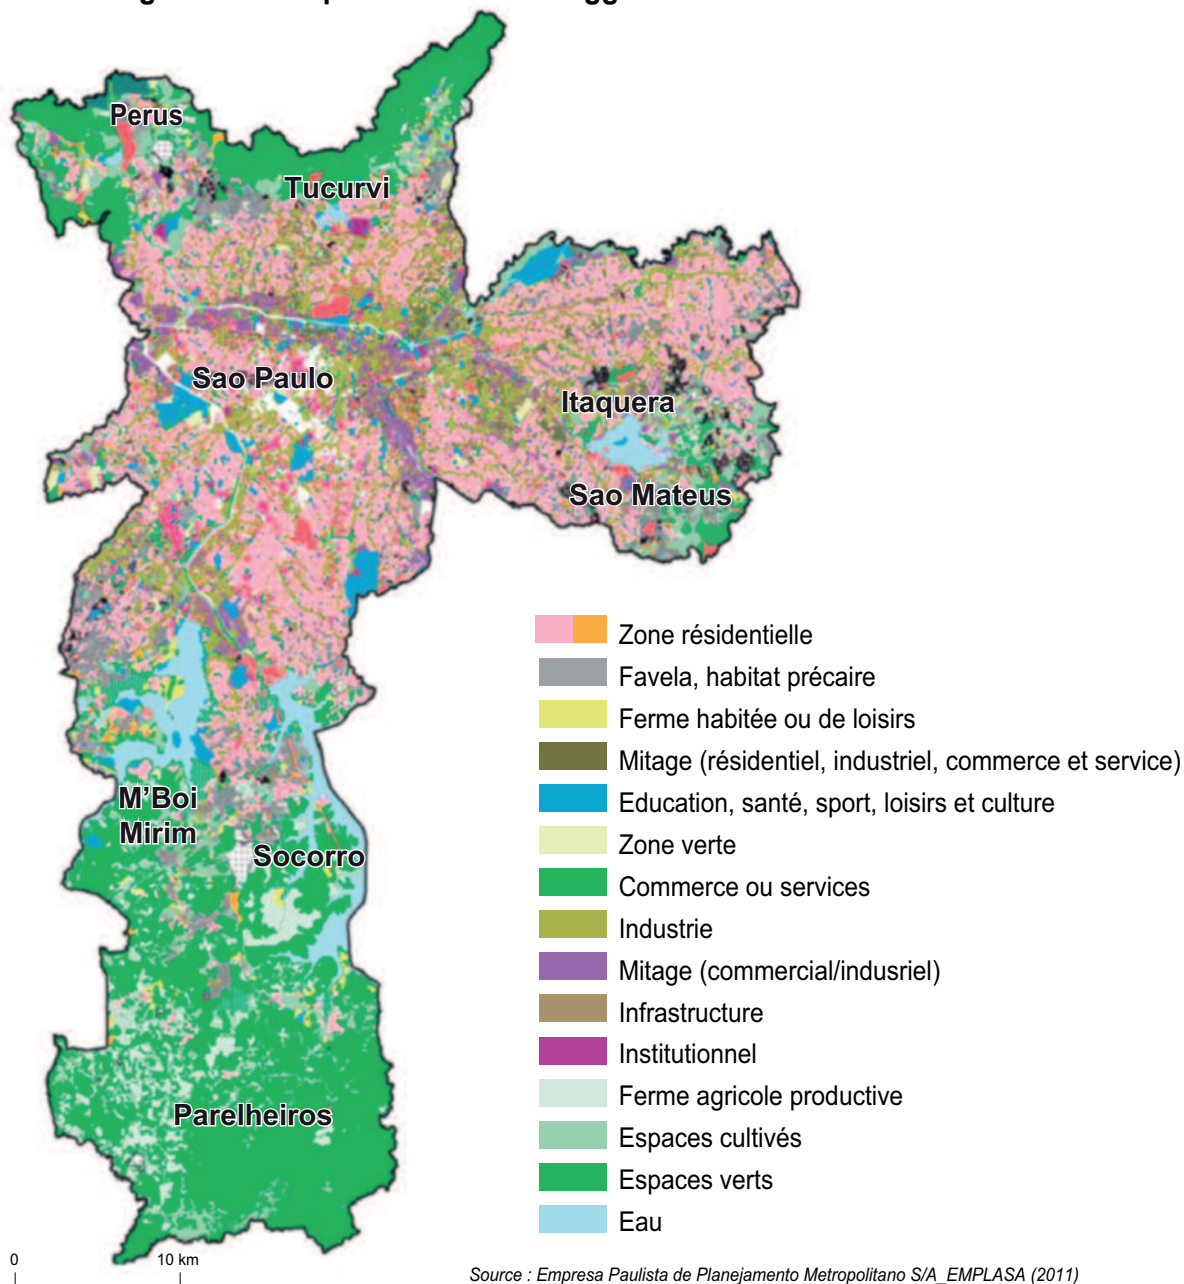 Perus
Tucurvi
Sao Paulo
Itaquera
Sao Mateus
M'Boi
Mirim
Socorro
Parelheiros
Zone résidentielle
Favela, habitat précaire
Ferme habitée ou de loisirs
Mitage (résidentiel, industriel, commerce et service)
Education, santé, sport, loisirs et culture
Zone verte
Commerce ou services
Industrie
Mitage (commercial/indusriel)
Infrastructure
Institutionnel
Ferme agricole productive
Espaces cultivés
Espaces verts
Eau
0 10 km
Source : Empresa Paulista de Planejamento Metropolitano S/A_EMPLASA (2011)